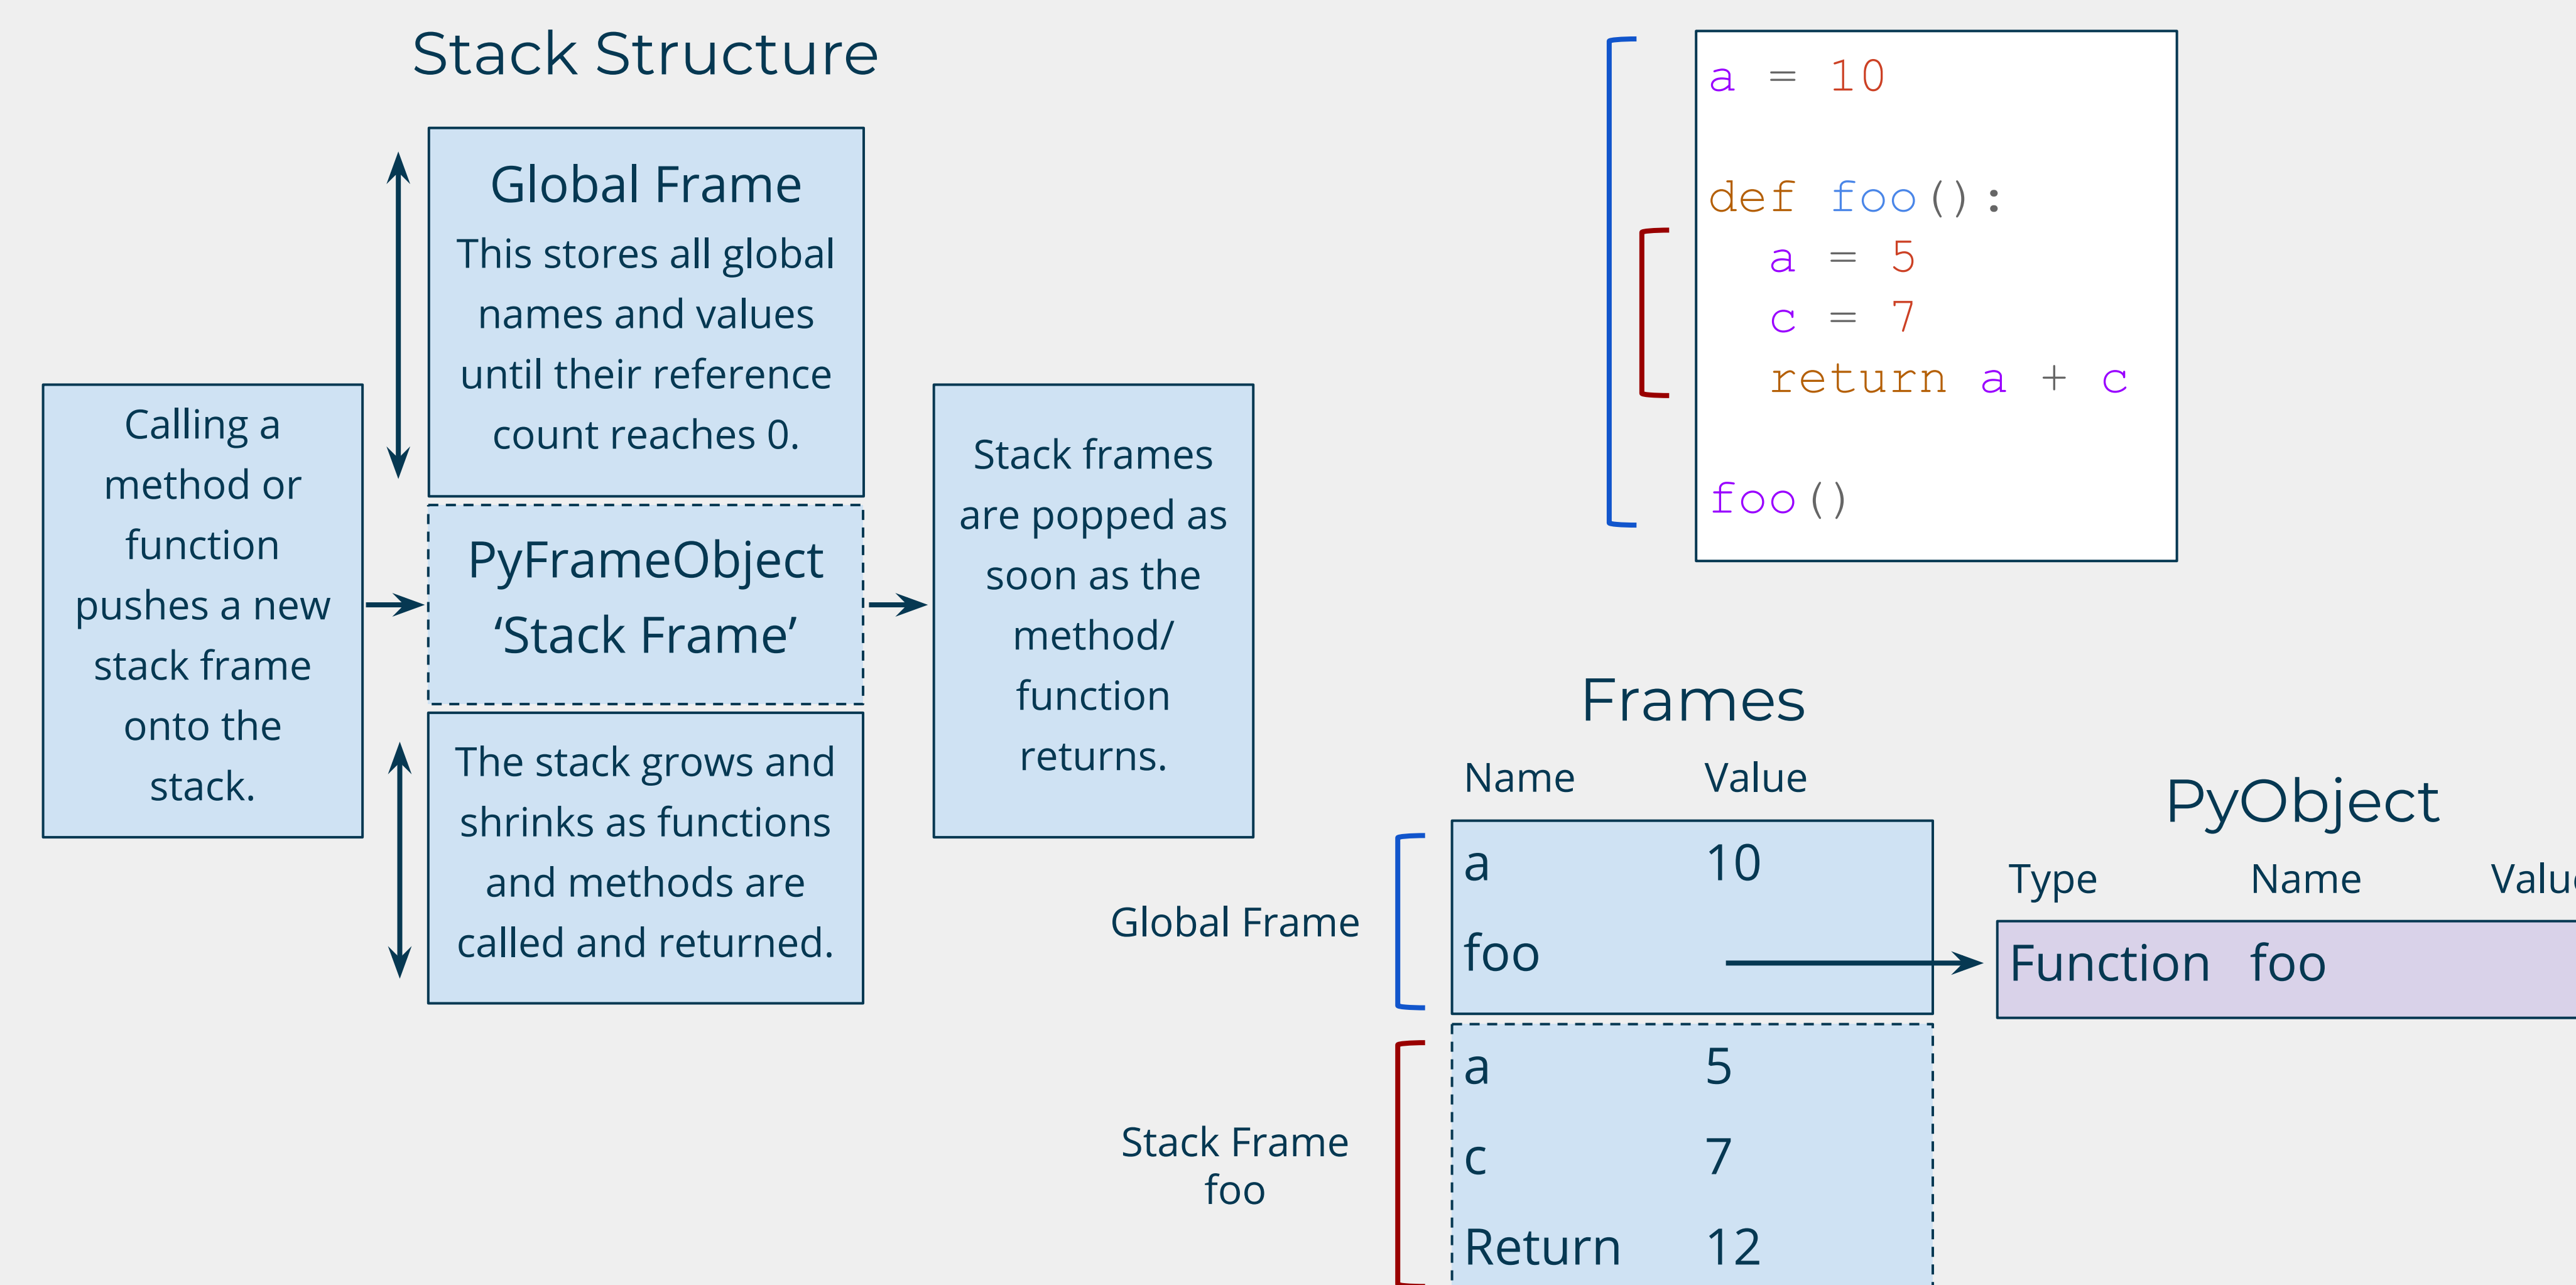 Stack Structure
Global Frame
This stores all global
names and values
until their reference
count reaches 0.
Calling a
method or
function
pushes a new
stack frame
onto the
stack.
PyFrameObject
‘Stack Frame’
Stack frames
are popped as
soon as the
method/
function
returns.
The stack grows and
shrinks as functions
and methods are
called and returned.
a = 10
def foo():
  a = 5
  c = 7
  return a + c
foo()
Frames
Name Value
Global Frame
a 10
foo
Stack Frame
foo
a 5
c 7
Return 12
PyObject
Type Name
Function foo